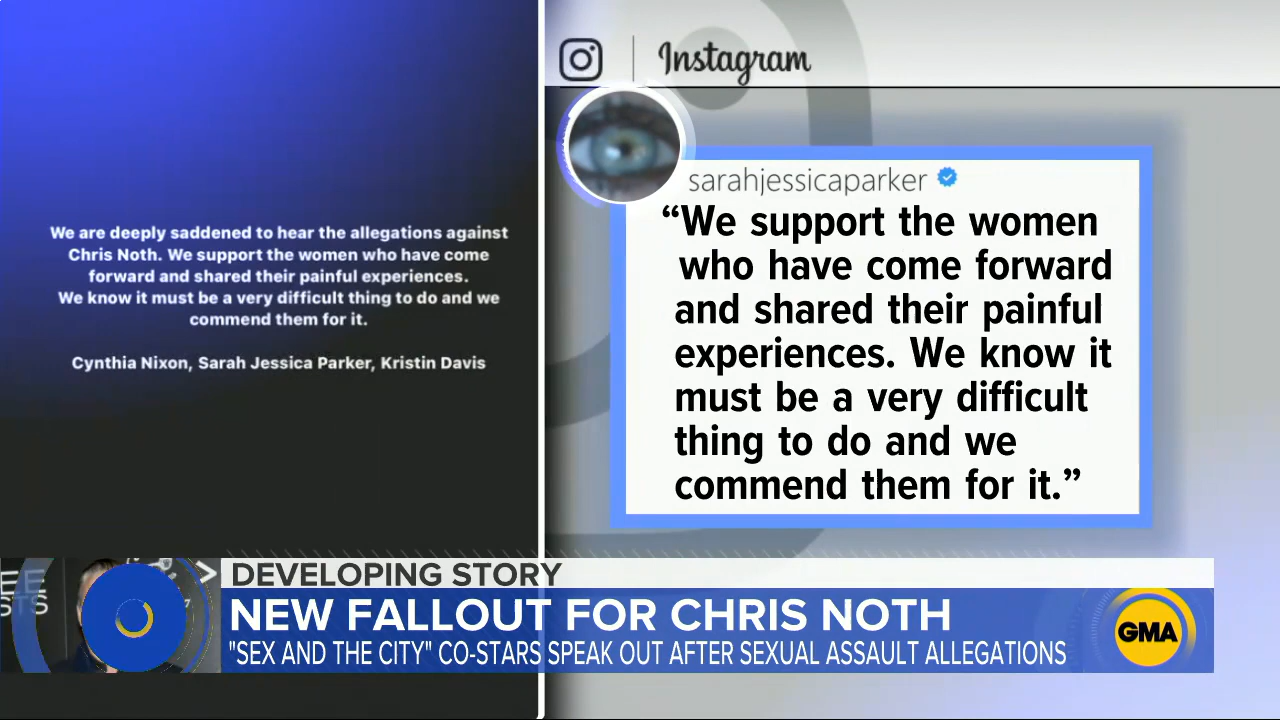 We are deeply saddened to hear the allegations against
Chris Noth. We support the women who have come
forward and shared their painful experiences.
We know it must be a very difficult thing to do and we
commend them for it.
Cynthia Nixon, Sarah Jessica Parker, Kristin Davis
Instagram
sarahjessicaparker
“We support the women
who have come forward
and shared their painful
experiences. We know it
must be a very difficult
thing to do and we
commend them for it.”
DEVELOPING STORY
NEW FALLOUT FOR CHRIS NOTH
"SEX AND THE CITY" CO-STARS SPEAK OUT AFTER SEXUAL ASSAULT ALLEGATIONS
GMA